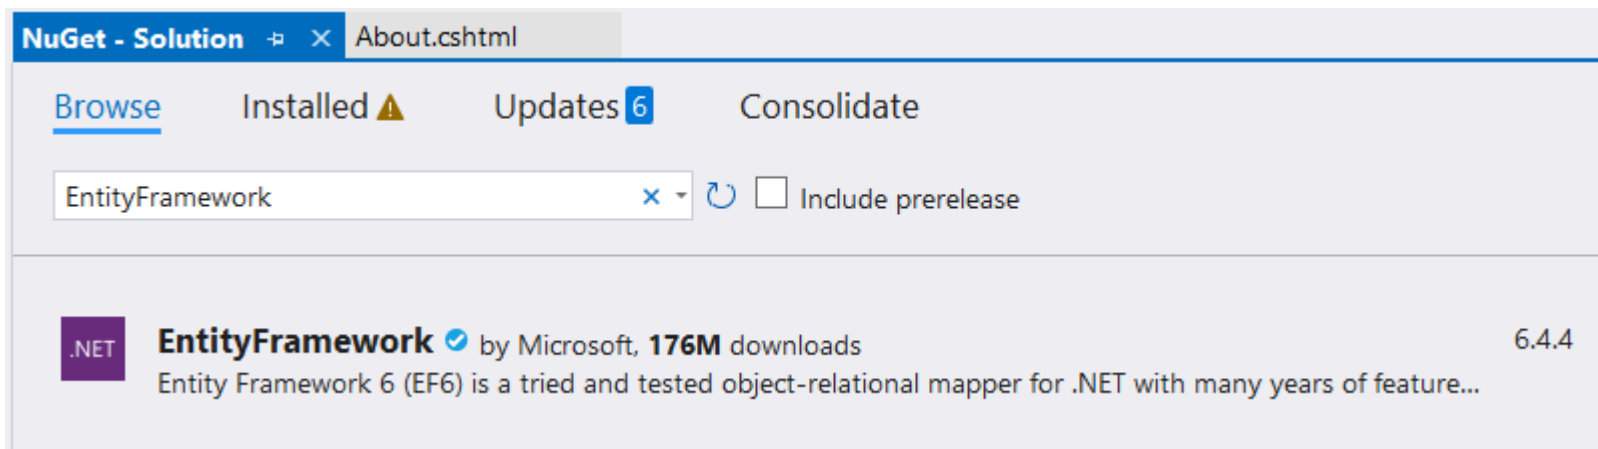 NuGet - Solution About.cshtml
Browse Installed Updates 6 Consolidate
EntityFramework Include prerelease
.NET EntityFramework by Microsoft, 176M downloads 6.4.4
Entity Framework 6 (EF6) is a tried and tested object-relational mapper for .NET with many years of feature...